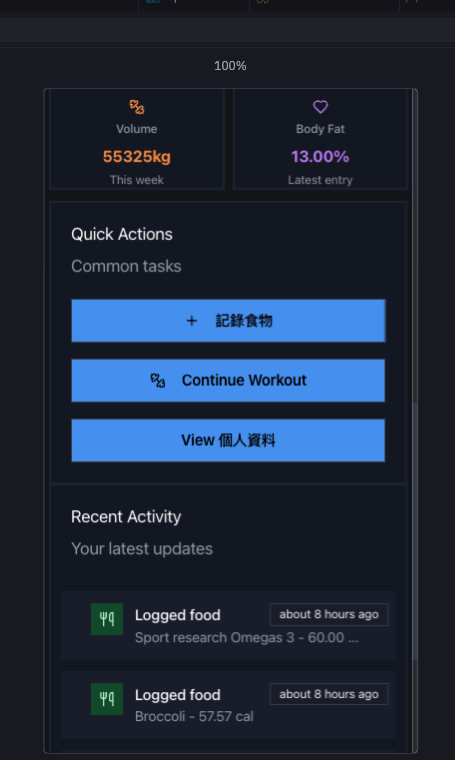 100%
Volume
55325kg
This week
Body Fat
13.00%
Latest entry
Quick Actions
Common tasks
+ 記錄食物
Continue Workout
View 個人資料
Recent Activity
Your latest updates
Logged food
about 8 hours ago
Sport research Omegas 3 - 60.00 ...
Logged food
about 8 hours ago
Broccoli - 57.57 cal